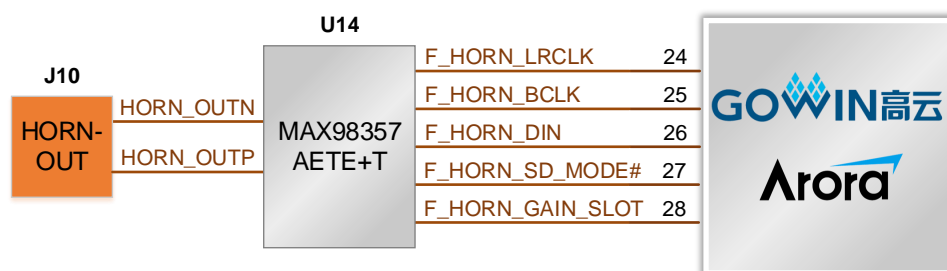 U14
J10
HORN-
OUT
HORN_OUTN
HORN_OUTP
MAX98357
AETE+T
F_HORN_LRCLK 24
F_HORN_BCLK 25
F_HORN_DIN 26
F_HORN_SD_MODE# 27
F_HORN_GAIN_SLOT 28
GOWIN高云
Arora